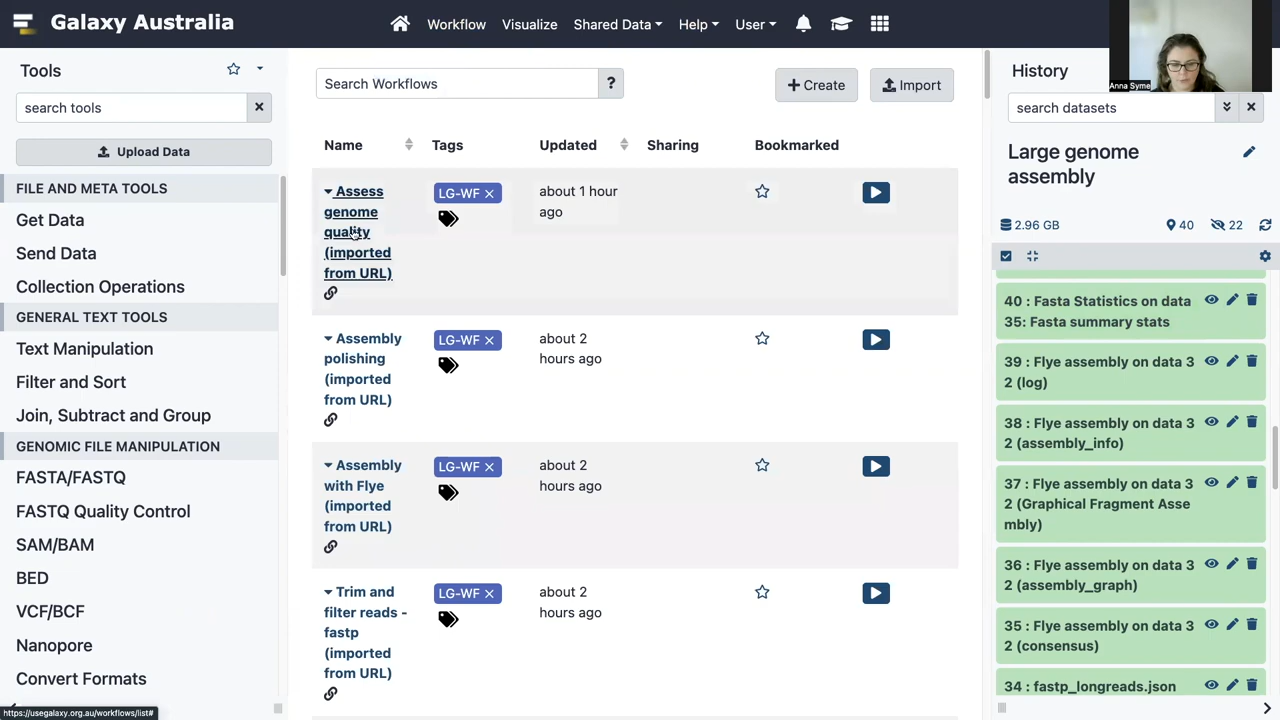 Galaxy Australia
Workflow
Visualize
Shared Data
Help
User
Anna Syme
Tools
search tools
Upload Data
FILE AND META TOOLS
Get Data
Send Data
Collection Operations
GENERAL TEXT TOOLS
Text Manipulation
Filter and Sort
Join, Subtract and Group
GENOMIC FILE MANIPULATION
FASTA/FASTQ
FASTQ Quality Control
SAM/BAM
BED
VCF/BCF
Nanopore
Convert Formats
https://usegalaxy.org.au/workflows/list#
Search Workflows
?
+ Create
Import
Name
Tags
Updated
Sharing
Bookmarked
Assess
genome
quality
(imported
from URL)
LG-WF ×
about 1 hour
ago
Assembly
polishing
(imported
from URL)
LG-WF ×
about 2
hours ago
Assembly
with Flye
(imported
from URL)
LG-WF ×
about 2
hours ago
Trim and
filter reads -
fastp
(imported
from URL)
LG-WF ×
about 2
hours ago
History
search datasets
Large genome
assembly
2.96 GB
40
22
40 : Fasta Statistics on data
35: Fasta summary stats
39 : Flye assembly on data 3
2 (log)
38 : Flye assembly on data 3
2 (assembly_info)
37 : Flye assembly on data 3
2 (Graphical Fragment Asse
mbly)
36 : Flye assembly on data 3
2 (assembly_graph)
35 : Flye assembly on data 3
2 (consensus)
34 : fastp_longreads.json